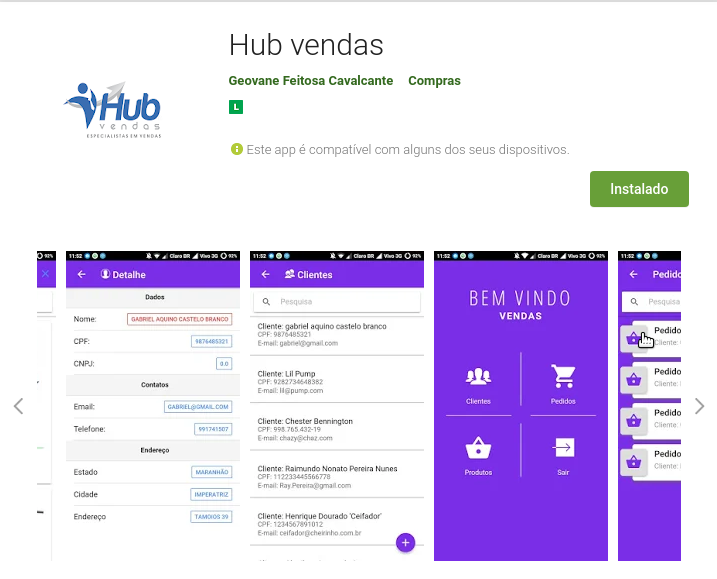 Hub vendas
Geovane Feitosa Cavalcante Compras
L
Este app é compatível com alguns dos seus dispositivos.
Hub
vendas
ESPECIALISTAS EM VENDAS
Instalado
92%
11:52 Claro BR Vivo 3G 92%
Detalhe
Dados
Nome: GABRIEL AQUINO CASTELO BRANCO
CPF: 9876485321
CNPJ: 0.0
Contatos
Email: GABRIEL@GMAIL.COM
Telefone: 991741507
Endereço
Estado MARANHÃO
Cidade IMPERATRIZ
Endereço TAMOIOS 39
11:52 Claro BR Vivo 3G 92%
Clientes
Pesquisa
Cliente: gabriel aquino castelo branco
CPF: 9876485321
E-mail: gabriel@gmail.com
Cliente: Lil Pump
CPF: 9282734648382
E-mail: lil@pump.com
Cliente: Chester Bennington
CPF: 998.765.432-19
E-mail: chazy@chaz.com
Cliente: Raimundo Nonato Pereira Nunes
CPF: 112233445566778
E-mail: Ray.Pereira@gmail.com
Cliente: Henrique Dourado 'Ceifador'
CPF: 1234567891012
E-mail: ceifador@cheirinho.com.br
11:52 Claro BR Vivo 3G 92%
BEM VINDO
VENDAS
Clientes Pedidos
Produtos Sair
11:52
Pedido
Pesquisa
Pedido
Cliente:
Pedido
Cliente:
Pedido
Cliente:
Pedido
Cliente: